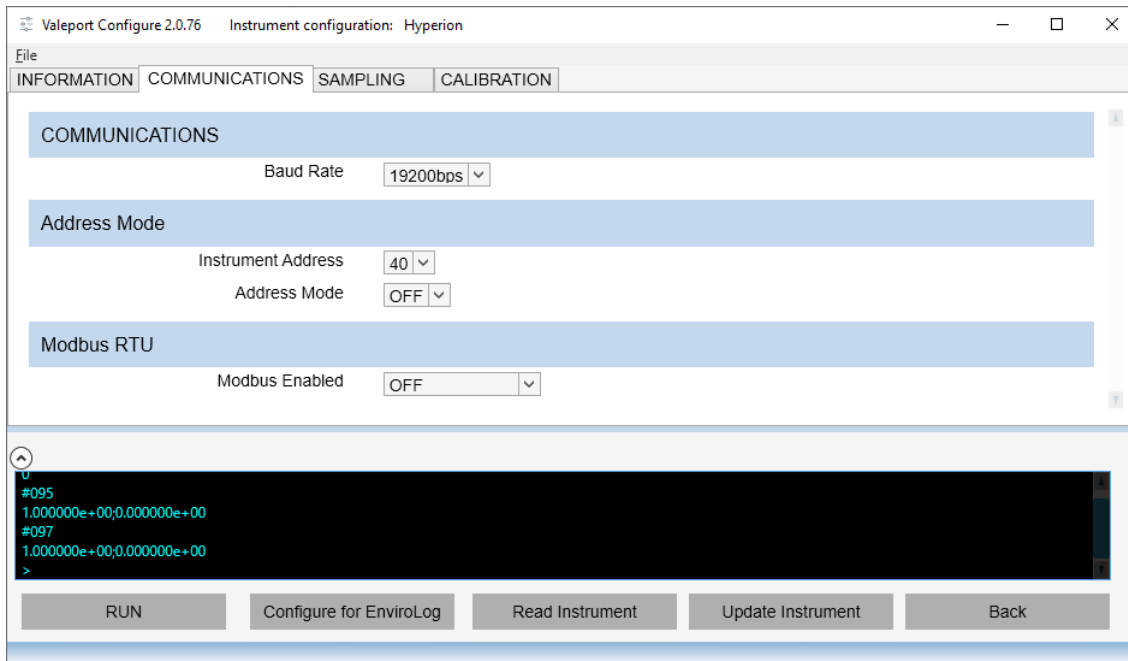 Valeport Configure 2.0.76 Instrument configuration: Hyperion
File
INFORMATION COMMUNICATIONS SAMPLING CALIBRATION
COMMUNICATIONS
Baud Rate 19200bps
Address Mode
Instrument Address 40
Address Mode OFF
Modbus RTU
Modbus Enabled OFF
0
#095
1.000000e+00;0.000000e+00
#097
1.000000e+00;0.000000e+00
>
RUN Configure for EnviroLog Read Instrument Update Instrument Back